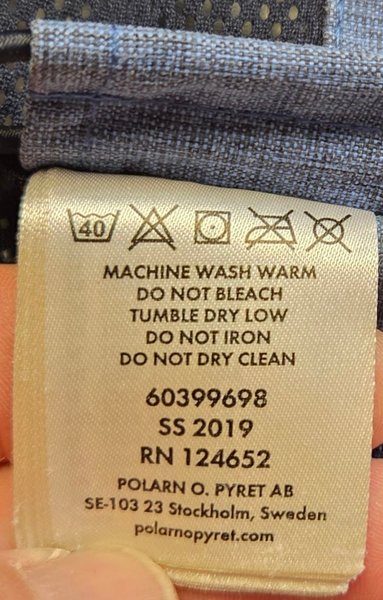 40
MACHINE WASH WARM
DO NOT BLEACH
TUMBLE DRY LOW
DO NOT IRON
DO NOT DRY CLEAN
60399698
SS 2019
RN 124652
POLARN O. PYRET AB
SE-103 23 Stockholm, Sweden
polarnopyret.com